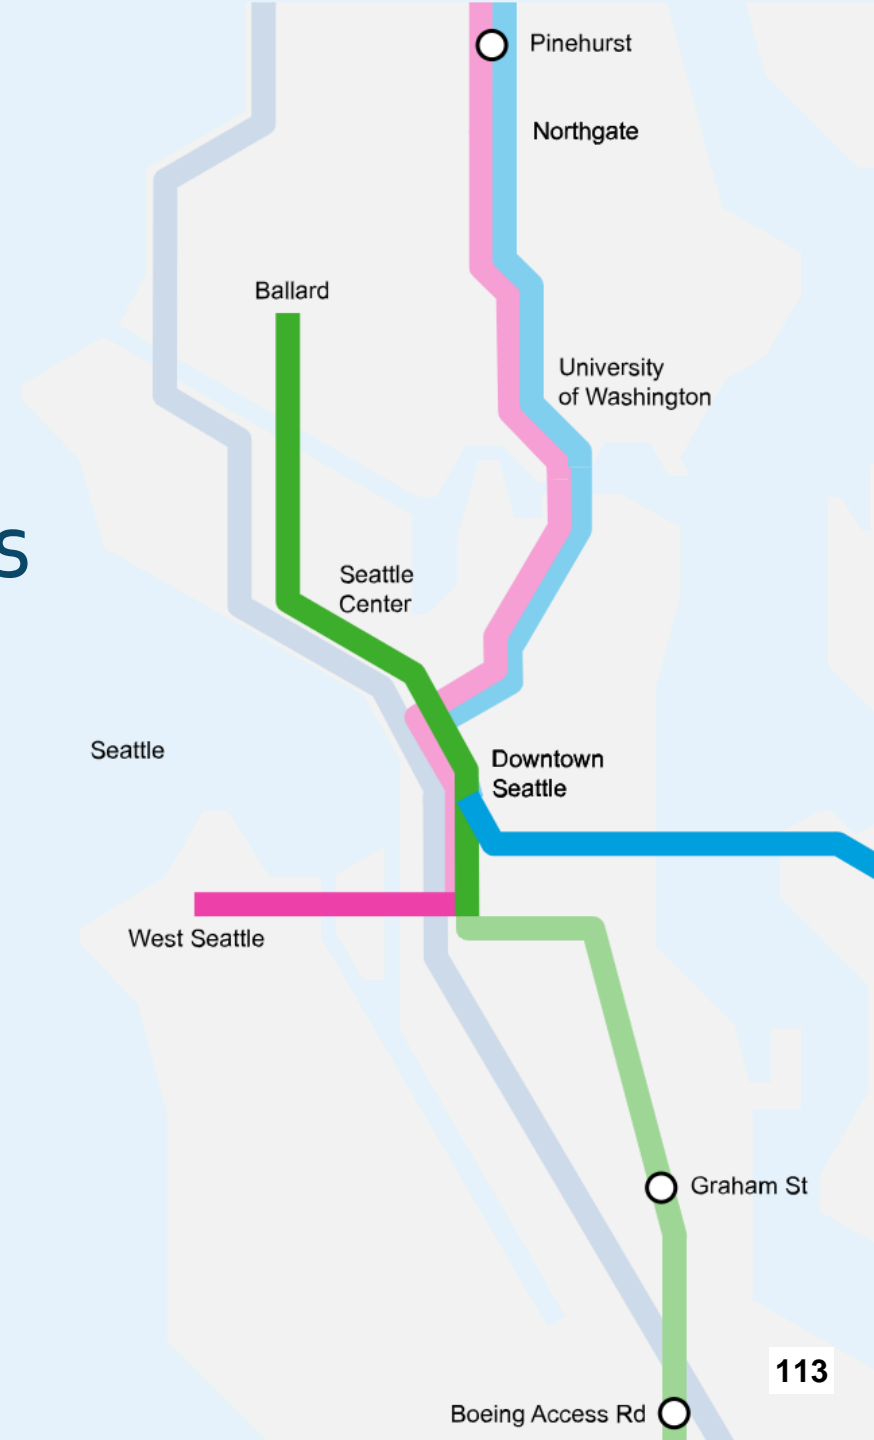 Pinehurst
Northgate
Ballard
University
of Washington
s
Seattle
Center
Seattle
Downtown
Seattle
West Seattle
Graham St
113
Boeing Access Rd